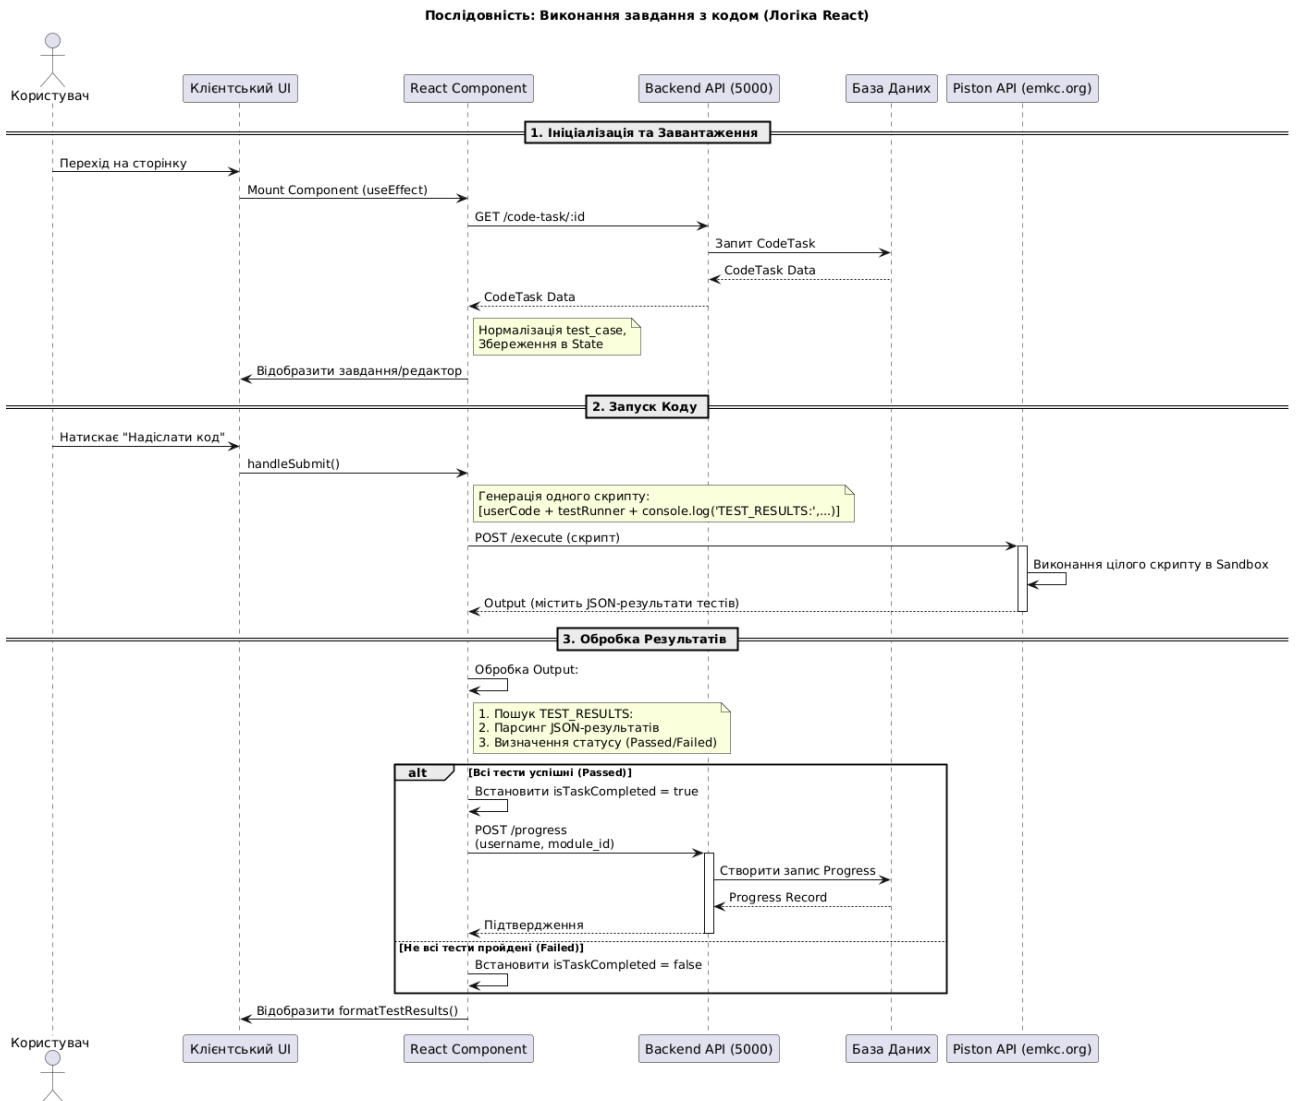 Послідовність: Виконання завдання з кодом (Логіка React)
Користувач
Клієнтський UI
React Component
Backend API (5000)
База Даних
Piston API (emkc.org)
1. Ініціалізація та Завантаження
Перехід на сторінку
Mount Component (useEffect)
GET /code-task/:id
Запит CodeTask
CodeTask Data
CodeTask Data
Нормалізація test_case,
Збереження в State
Відобразити завдання/редактор
2. Запуск Коду
Натискає "Надіслати код"
handleSubmit()
Генерація одного скрипту:
[userCode + testRunner + console.log('TEST_RESULTS:',...)]
POST /execute (скрипт)
Виконання цілого скрипту в Sandbox
Output (містить JSON-результати тестів)
3. Обробка Результатів
Обробка Output:
1. Пошук TEST_RESULTS:
2. Парсинг JSON-результатів
3. Визначення статусу (Passed/Failed)
alt
[Всі тести успішні (Passed)]
Встановити isTaskCompleted = true
POST /progress
(username, module_id)
Створити запис Progress
Progress Record
Підтвердження
[Не всі тести пройдені (Failed)]
Встановити isTaskCompleted = false
Відобразити formatTestResults()
Користувач
Клієнтський UI
React Component
Backend API (5000)
База Даних
Piston API (emkc.org)